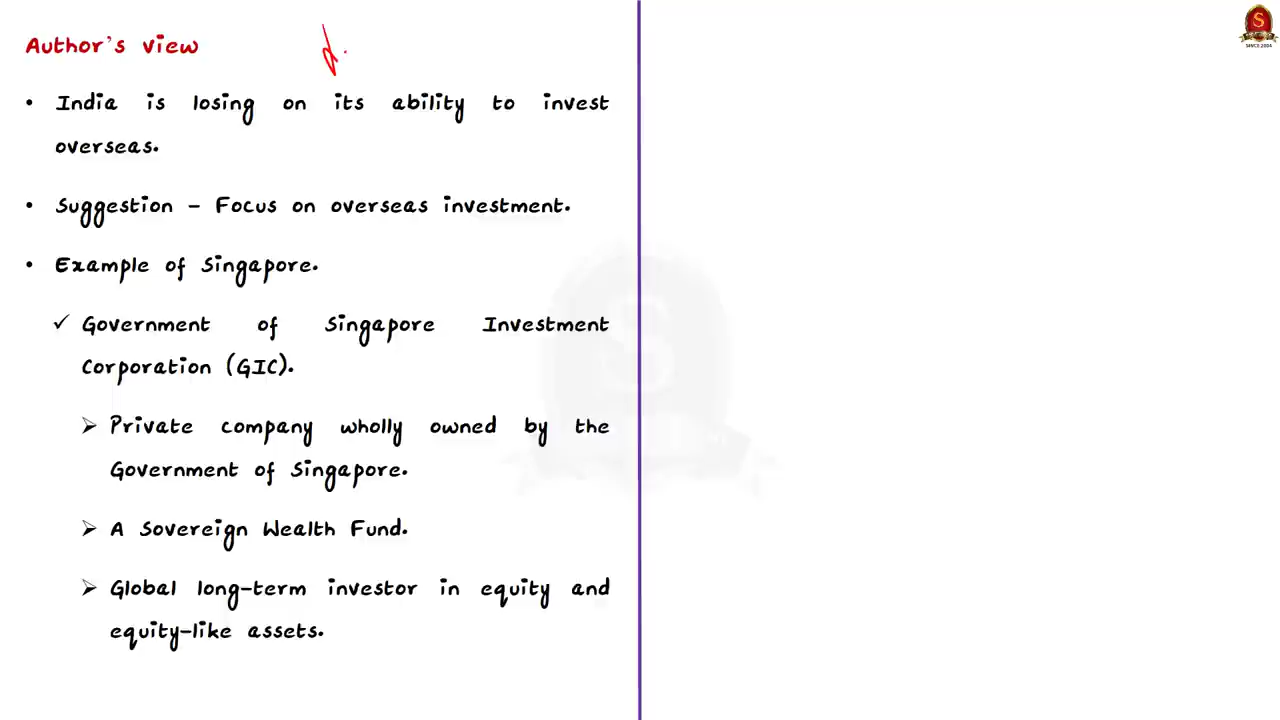 Author's view
• India is losing on its ability to invest
overseas.
• Suggestion – Focus on overseas investment.
• Example of Singapore.
✓ Government of Singapore Investment
Corporation (GIC).
➢ Private company wholly owned by the
Government of Singapore.
➢ A Sovereign Wealth Fund.
➢ Global long-term investor in equity and
equity-like assets.
S
SINCE 2004